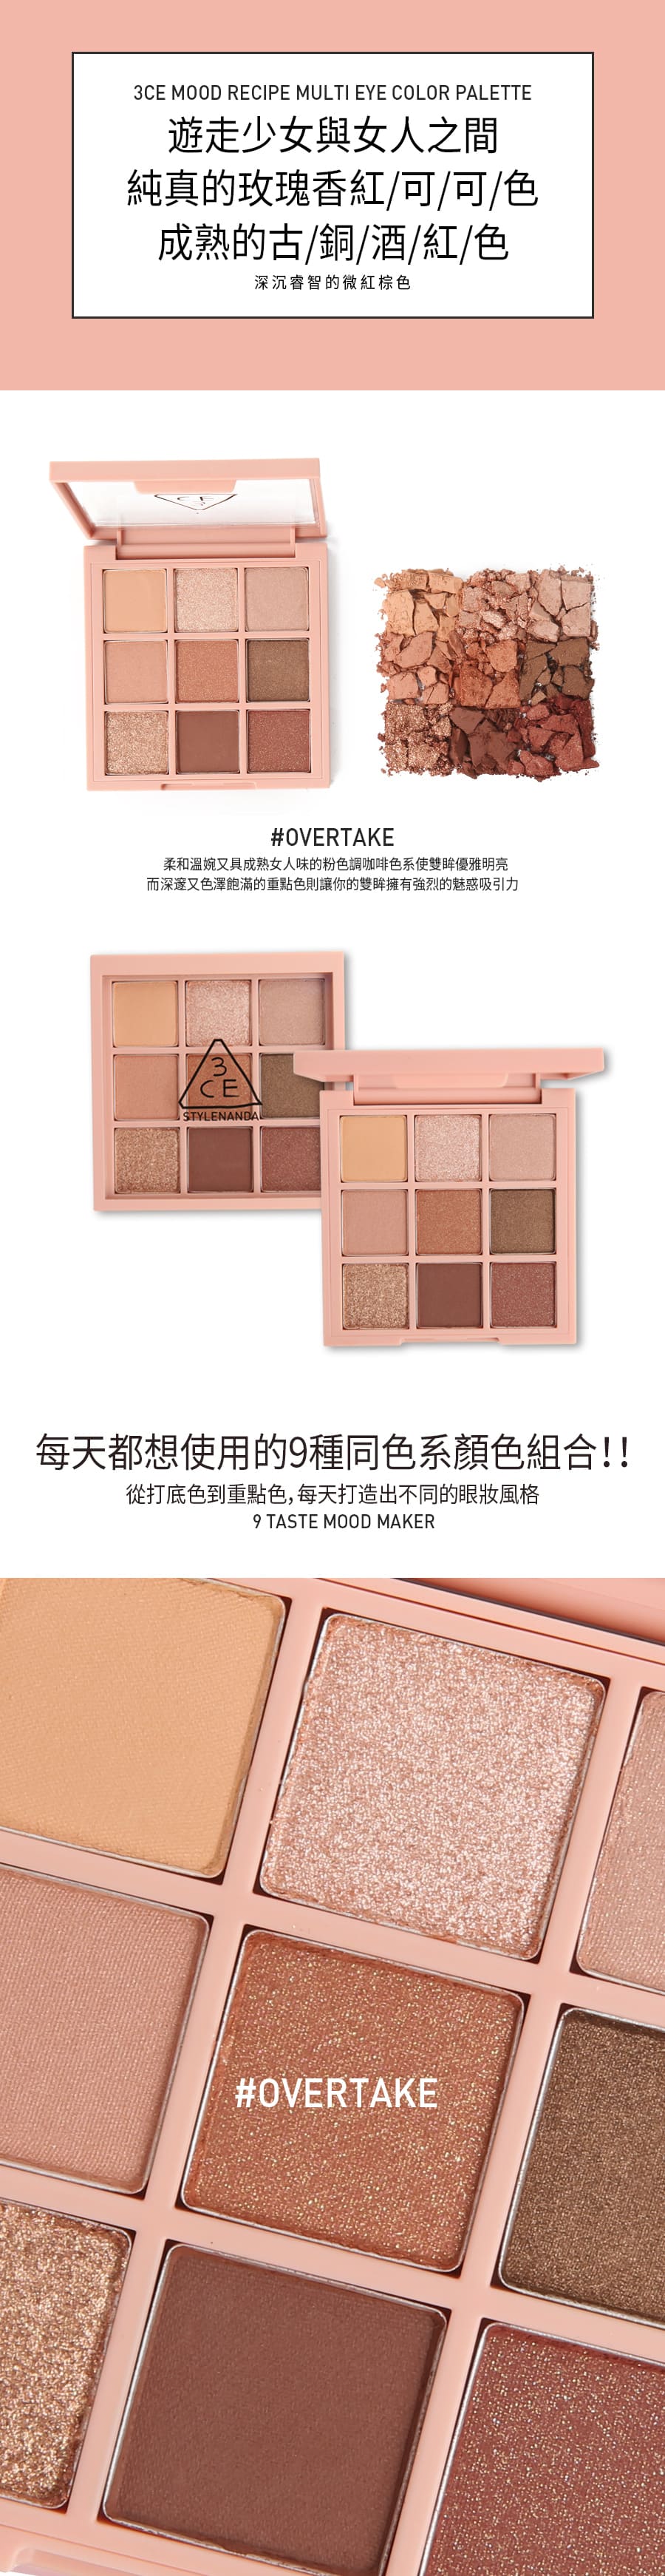 3CE MOOD RECIPE MULTI EYE COLOR PALETTE
遊走少女與女人之間
純真的玫瑰香紅/可/可/色
成熟的古/銅/酒/紅/色
深沉睿智的微紅棕色
CE
#OVERTAKE
柔和溫婉又具成熟女人味的粉色調咖啡色系使雙眸優雅明亮
而深邃又色澤飽滿的重點色則讓你的雙眸擁有強烈的魅惑吸引力
3
CE
STYLENANDA
每天都想使用的9種同色系顏色組合!!
從打底色到重點色,每天打造出不同的眼妝風格
9 TASTE MOOD MAKER
#OVERTAKE